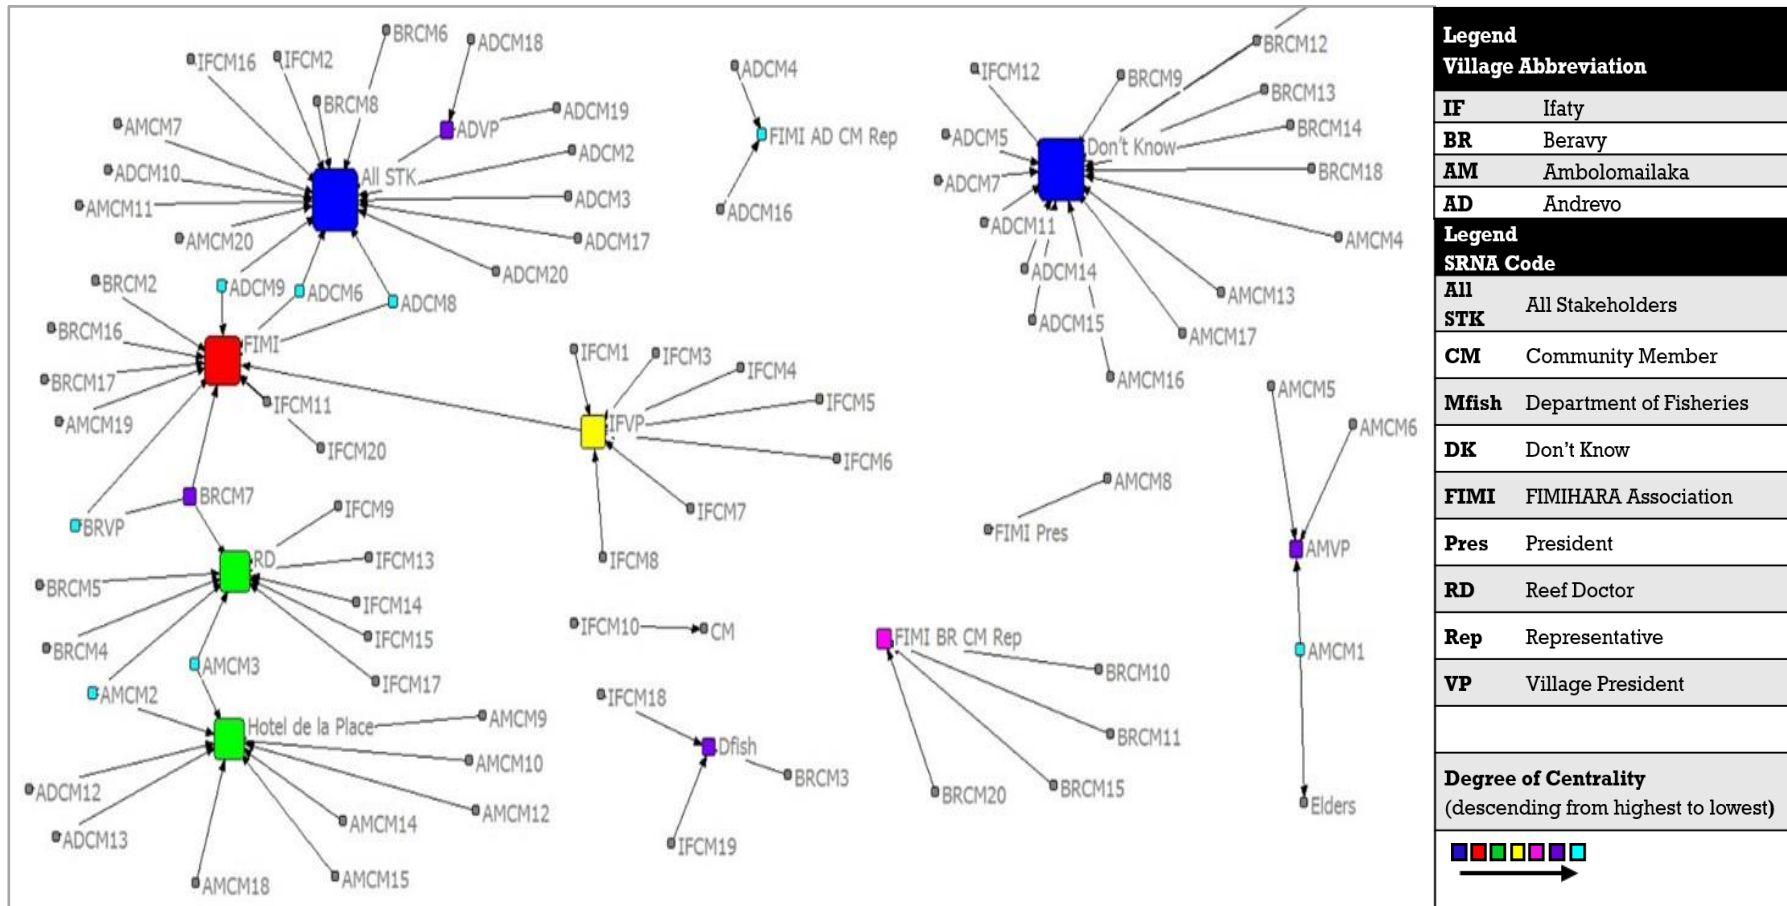 BRCM6
ADCM18
IFCM16
IFCM2
BRCM8
ADCM19
AMCM7
ADVP
ADCM2
ADCM10
All STK
ADCM3
AMCM11
AMCM20
ADCM17
ADCM20
BRCM2
ADCM9
ADCM6
ADCM8
BRCM16
FIMI
BRCM17
AMCM19
IFCM11
IFCM20
BRCM7
BRVP
IFCM9
RD
IFCM13
BRCM5
IFCM14
IFCM15
BRCM4
AMCM3
IFCM17
AMCM2
Hotel de la Place
AMCM9
AMCM10
ADCM12
AMCM12
AMCM14
ADCM13
AMCM18
AMCM15
ADCM4
FIMI AD CM Rep
ADCM16
IFCM1
IFCM3
IFCM4
IFCM5
IFVP
IFCM6
IFCM7
IFCM8
IFCM10
CM
IFCM18
Dfish
BRCM3
IFCM19
FIMI BR CM Rep
BRCM10
BRCM11
BRCM15
BRCM20
AMCM8
FIMI Pres
BRCM12
IFCM12
BRCM9
BRCM13
BRCM14
ADCM5
Don't Know
BRCM18
ADCM7
ADCM11
AMCM4
ADCM14
AMCM13
ADCM15
AMCM17
AMCM16
AMCM5
AMCM6
AMVP
AMCM1
Elders
Legend
Village Abbreviation
IF Ifaty
BR Beravy
AM Ambolomailaka
AD Andrevo
Legend
SRNA Code
All
STK All Stakeholders
CM Community Member
Mfish Department of Fisheries
DK Don't Know
FIMI FIMIHARA Association
Pres President
RD Reef Doctor
Rep Representative
VP Village President
Degree of Centrality
(descending from highest to lowest)